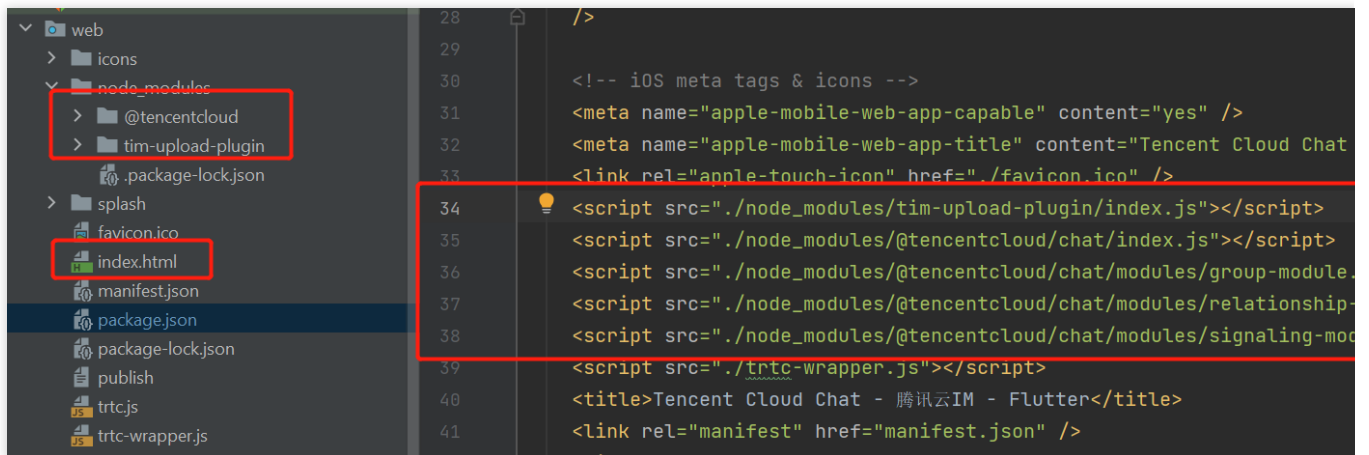 web
icons
node_modules
@tencentcloud
tim-upload-plugin
.package-lock.json
splash
favicon.ico
index.html
manifest.json
package.json
package-lock.json
publish
trtc.js
trtc-wrapper.js
28 />
29
30 <!-- iOS meta tags & icons -->
31 <meta name="apple-mobile-web-app-capable" content="yes" />
32 <meta name="apple-mobile-web-app-title" content="Tencent Cloud Chat
33 <link rel="apple-touch-icon" href="./favicon.ico" />
34 <script src="./node_modules/tim-upload-plugin/index.js"></script>
35 <script src="./node_modules/@tencentcloud/chat/index.js"></script>
36 <script src="./node_modules/@tencentcloud/chat/modules/group-module.
37 <script src="./node_modules/@tencentcloud/chat/modules/relationship-
38 <script src="./node_modules/@tencentcloud/chat/modules/signaling-mod
39 <script src="./trtc-wrapper.js"></script>
40 <title>Tencent Cloud Chat - 腾讯云IM - Flutter</title>
41 <link rel="manifest" href="manifest.json" />